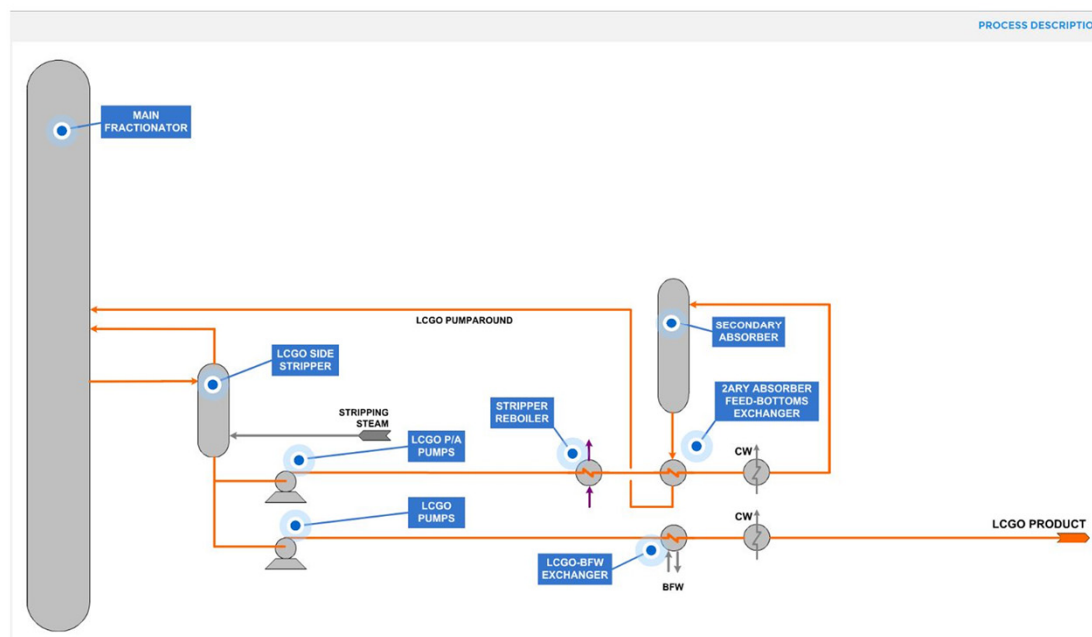 PROCESS DESCRIPTIO
MAIN
FRACTIONATOR
LCGO PUMPAROUND
SECONDARY
ABSORBER
LCGO SIDE
STRIPPER
2ARY ABSORBER
FEED-BOTTOMS
EXCHANGER
STRIPPER
REBOILER
STRIPPING
STEAM
LCGO P/A
PUMPS
CW
LCGO
PUMPS
CW
LCGO PRODUCT
LCGO-BFW
EXCHANGER
BFW